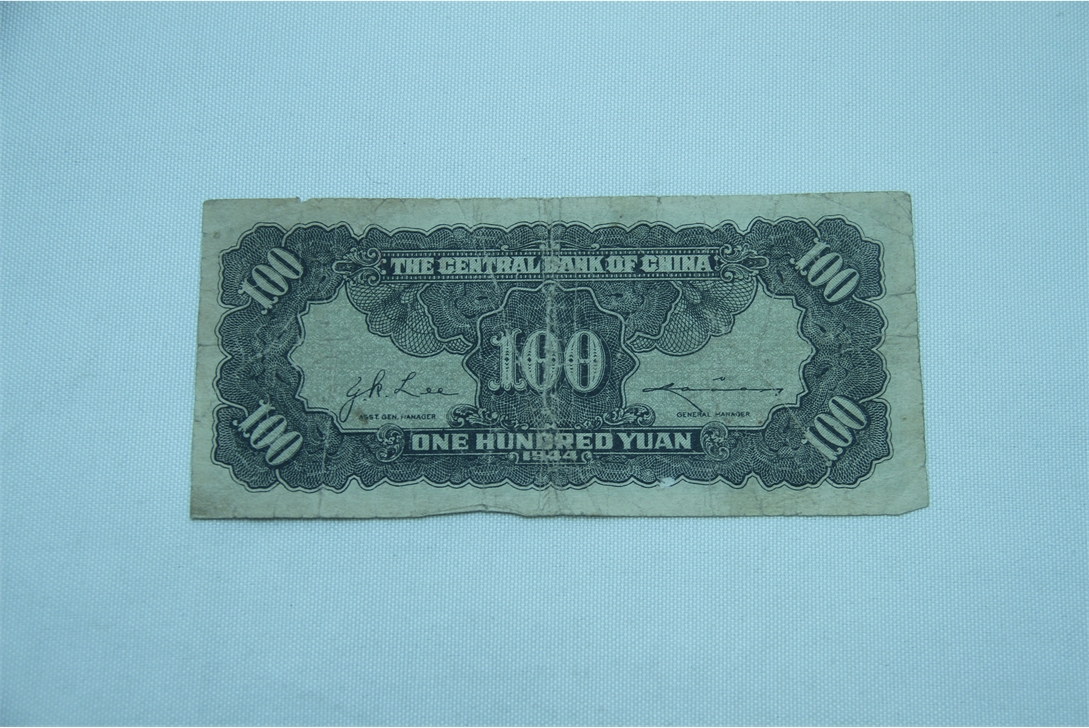 100 100
THE CENTRAL BANK OF CHINA
100
Y.K. Lee
ASST. GEN. MANAGER GENERAL MANAGER
100 100
ONE HUNDRED YUAN
1944